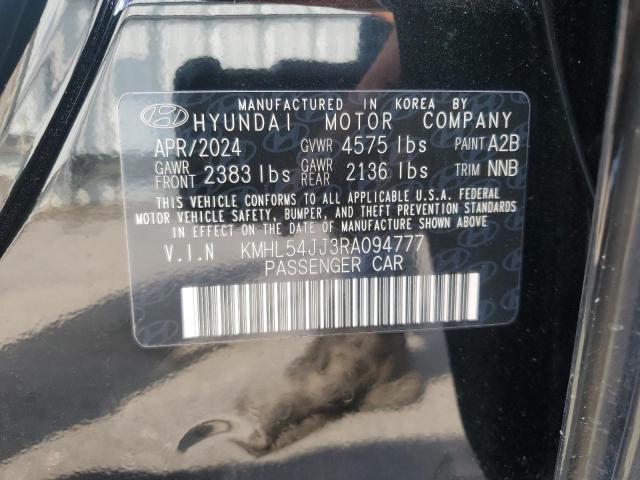 MANUFACTURED IN KOREA BY
HYUNDAI MOTOR COMPANY
APR/2024 GVWR 4575 lbs PAINT A2B
GAWR FRONT 2383 lbs GAWR REAR 2136 lbs TRIM NNB
THIS VEHICLE CONFORMS TO ALL APPLICABLE U.S.A. FEDERAL
MOTOR VEHICLE SAFETY, BUMPER, AND THEFT PREVENTION STANDARDS
IN EFFECT ON THE DATE OF MANUFACTURE SHOWN ABOVE.
V.I.N KMHL54JJ3RA094777
PASSENGER CAR